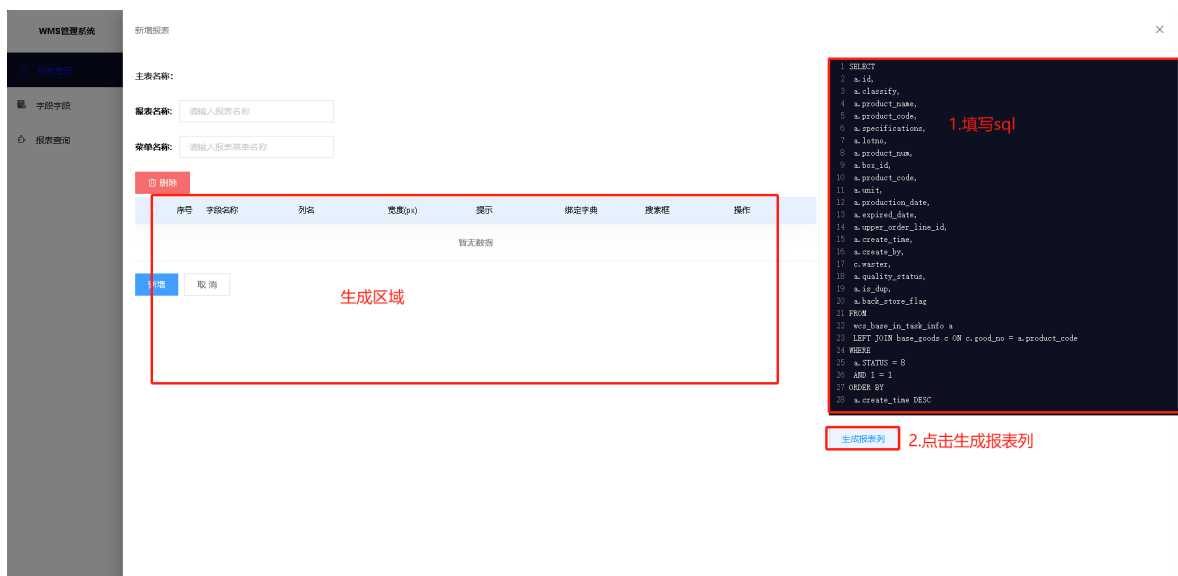 WMS管理系统
新增报表
报表管理
字段字段
报表查询
主表名称:
报表名称:
请输入报表名称
菜单名称:
请输入报表菜单名称
删除
序号 字段名称 列名 宽度(px) 提示 绑定字典 搜索框 操作
暂无数据
新增 取 消
生成区域
1 SELECT
2 a.id,
3 a.classify,
4 a.product_name,
5 a.product_code,
6 a.specifications,
7 a.lotno,
8 a.product_num,
9 a.box_id,
10 a.product_code,
11 a.unit,
12 a.production_date,
13 a.expired_date,
14 a.upper_order_line_id,
15 a.create_time,
16 a.create_by,
17 c.waster,
18 a.quality_status,
19 a.is_dup,
20 a.back_store_flag
21 FROM
22 wcs_base_in_task_info a
23 LEFT JOIN base_goods c ON c.good_no = a.product_code
24 WHERE
25 a.STATUS = 8
26 AND 1 = 1
27 ORDER BY
28 a.create_time DESC
1.填写sql
生成报表列
2.点击生成报表列